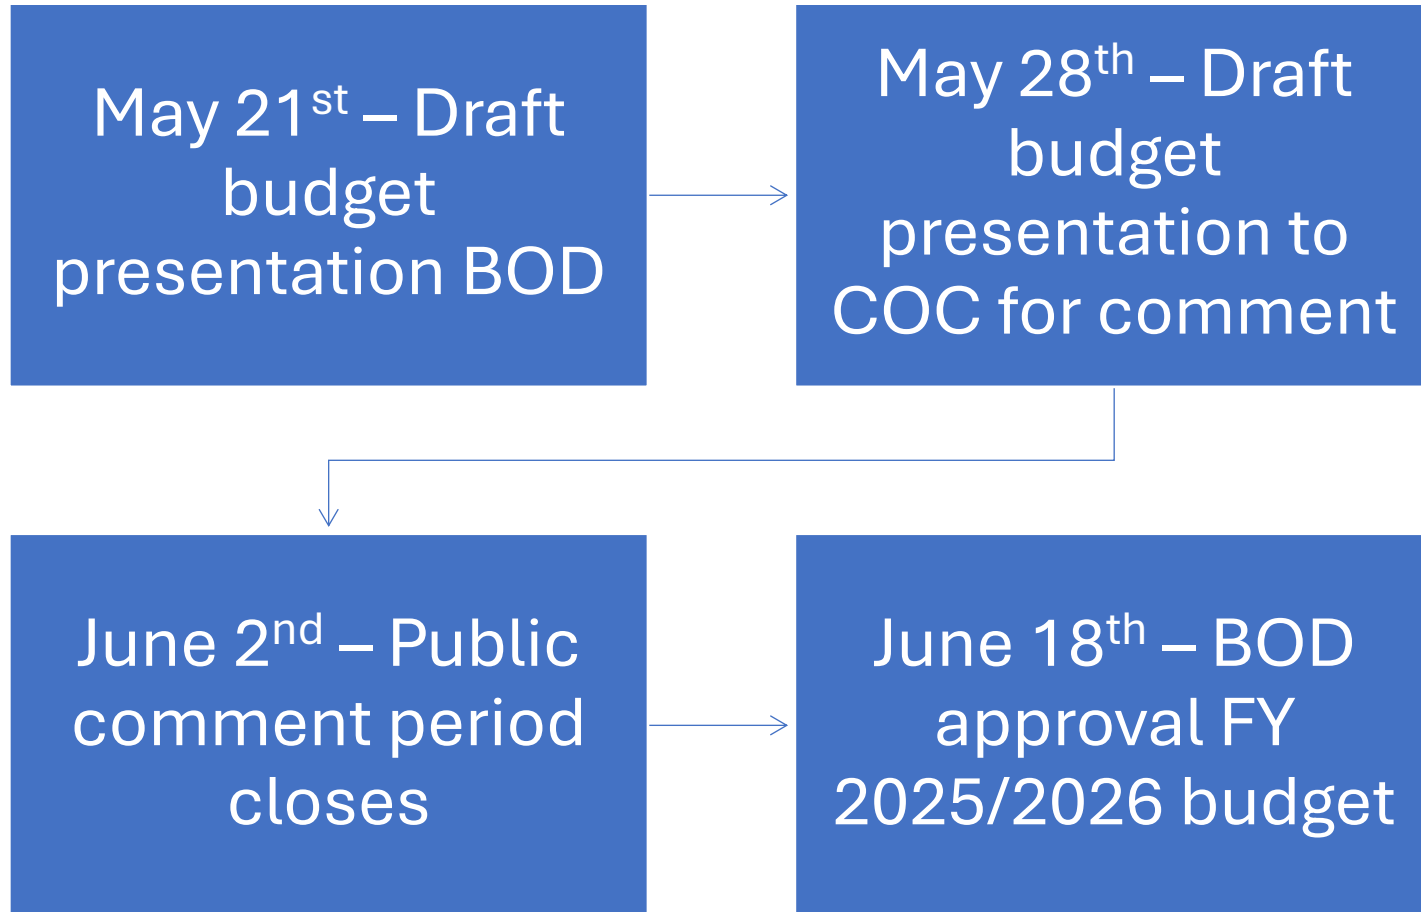 May 21st – Draft
budget
presentation BOD
May 28th – Draft
budget
presentation to
COC for comment
June 2nd – Public
comment period
closes
June 18th – BOD
approval FY
2025/2026 budget